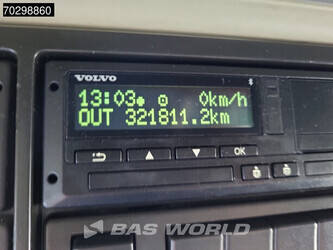 70298860
VOLVO
13:03 0km/h
OUT 321811.2km
OK
BAS WORLD